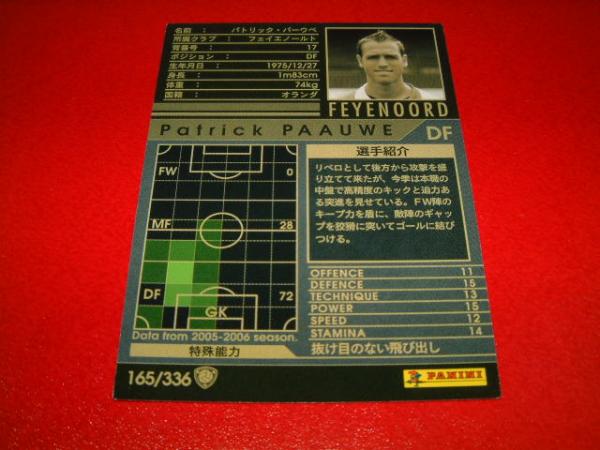 名前 : パトリック・パーウベ
所属クラブ : フェイエノールト
背番号 : 17
ポジション : DF
生年月日 : 1975/12/27
身長 : 1m83cm
体重 : 74kg
国籍 : オランダ
FEYENOORD
Patrick PAAUWE DF
選手紹介
リベロとして後方から攻撃を盛
り立てて来たが、今季は本職の
中盤で高精度のキックと迫力あ
る突進を見せている。FW陣の
キープ力を盾に、敵陣のギャッ
プを狡猾に突いてゴールに結び
つける。
FW 0
MF 28
DF 72
GK
Data from 2005-2006 season.
OFFENCE 11
DEFENCE 15
TECHNIQUE 13
POWER 15
SPEED 12
STAMINA 14
特殊能力 抜け目のない飛び出し
165/336
PANINI